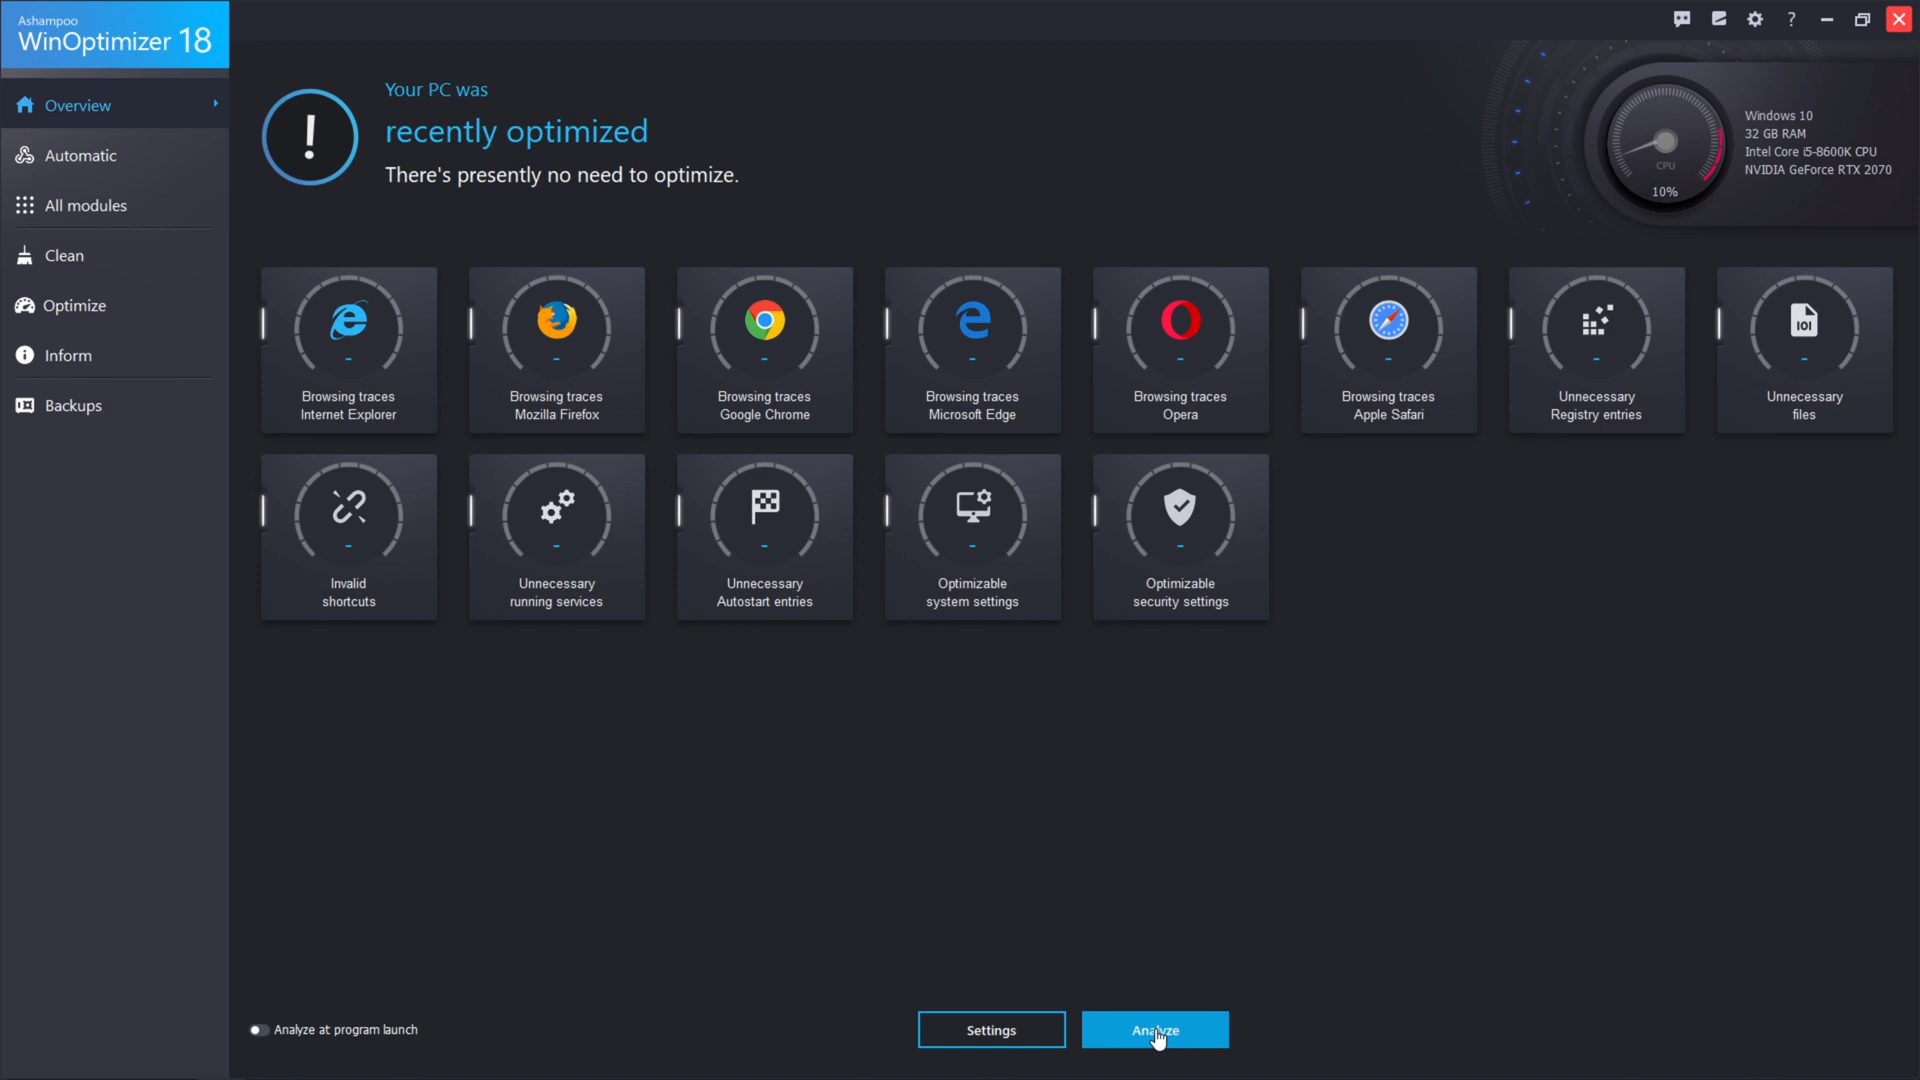 Ashampoo
WinOptimizer 18
Overview
Automatic
All modules
Clean
Optimize
Inform
Backups
?
Your PC was
recently optimized
There's presently no need to optimize.
!
CPU
10%
Windows 10
32 GB RAM
Intel Core i5-8600K CPU
NVIDIA GeForce RTX 2070
-
Browsing traces
Internet Explorer
-
Browsing traces
Mozilla Firefox
-
Browsing traces
Google Chrome
-
Browsing traces
Microsoft Edge
-
Browsing traces
Opera
-
Browsing traces
Apple Safari
-
Unnecessary
Registry entries
101
-
Unnecessary
files
-
Invalid
shortcuts
-
Unnecessary
running services
-
Unnecessary
Autostart entries
-
Optimizable
system settings
-
Optimizable
security settings
Analyze at program launch
Settings
Analyze